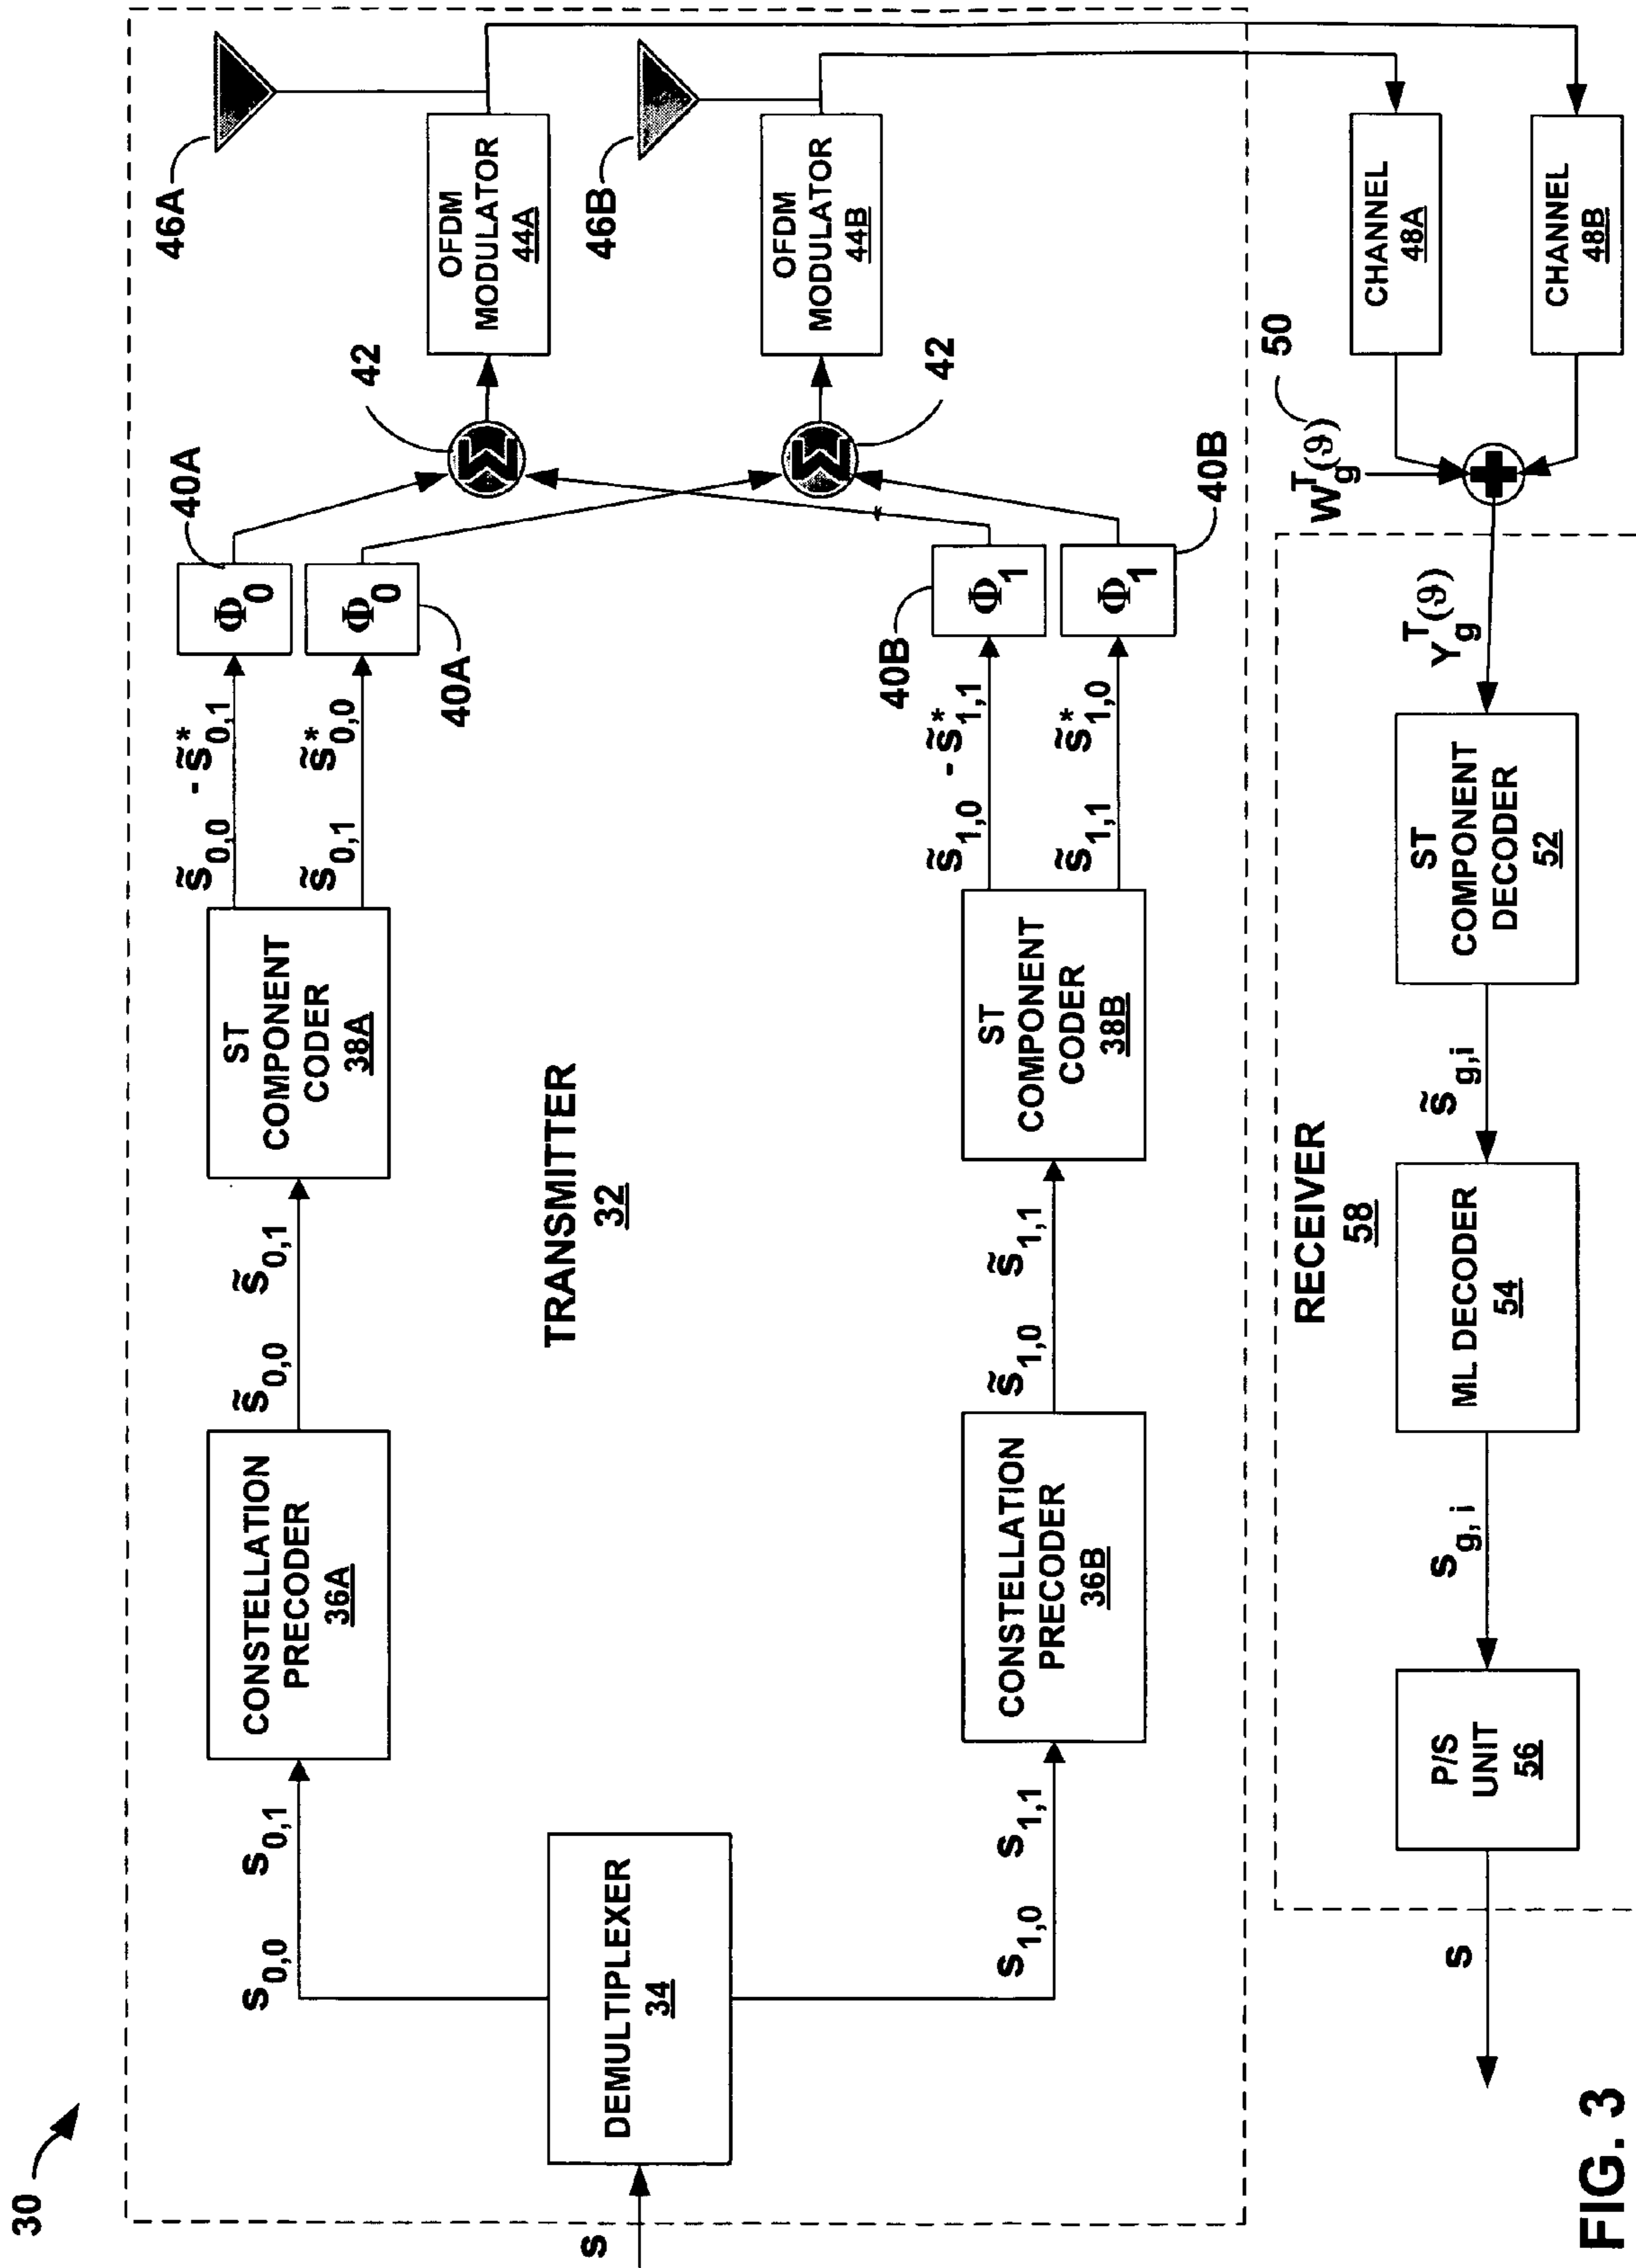 30
s
DEMULTIPLEXER
34
s0,0 s0,1
s1,0 s1,1
CONSTELLATION
PRECODER
36A
CONSTELLATION
PRECODER
36B
s̃0,0 s̃0,1
s̃1,0 s̃1,1
TRANSMITTER
32
ST
COMPONENT
CODER
38A
ST
COMPONENT
CODER
38B
s̃0,0 - s̃*0,1
s̃0,1 s̃*0,0
s̃1,0 - s̃*1,1
s̃1,1 s̃*1,0
Φ0
40A
Φ0
40A
Φ1
40B
Φ1
40B
42
Σ
42
Σ
OFDM
MODULATOR
44A
OFDM
MODULATOR
44B
46A
46B
CHANNEL
48A
CHANNEL
48B
50
WgT(ϑ)
+
YgT(ϑ)
RECEIVER
58
ST
COMPONENT
DECODER
52
s̃g,i
ML DECODER
54
sg,i
P/S
UNIT
56
s
FIG. 3